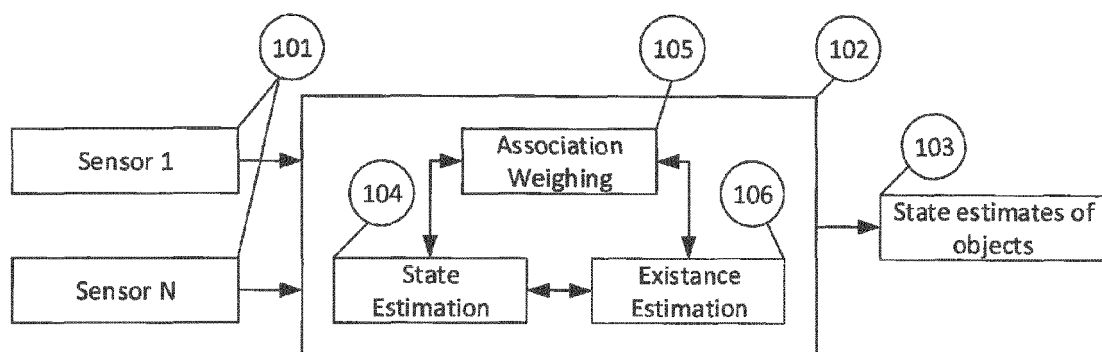 101
105
102
Sensor 1
Association
Weighing
103
104
106
State estimates of
objects
Sensor N
State
Estimation
Existance
Estimation